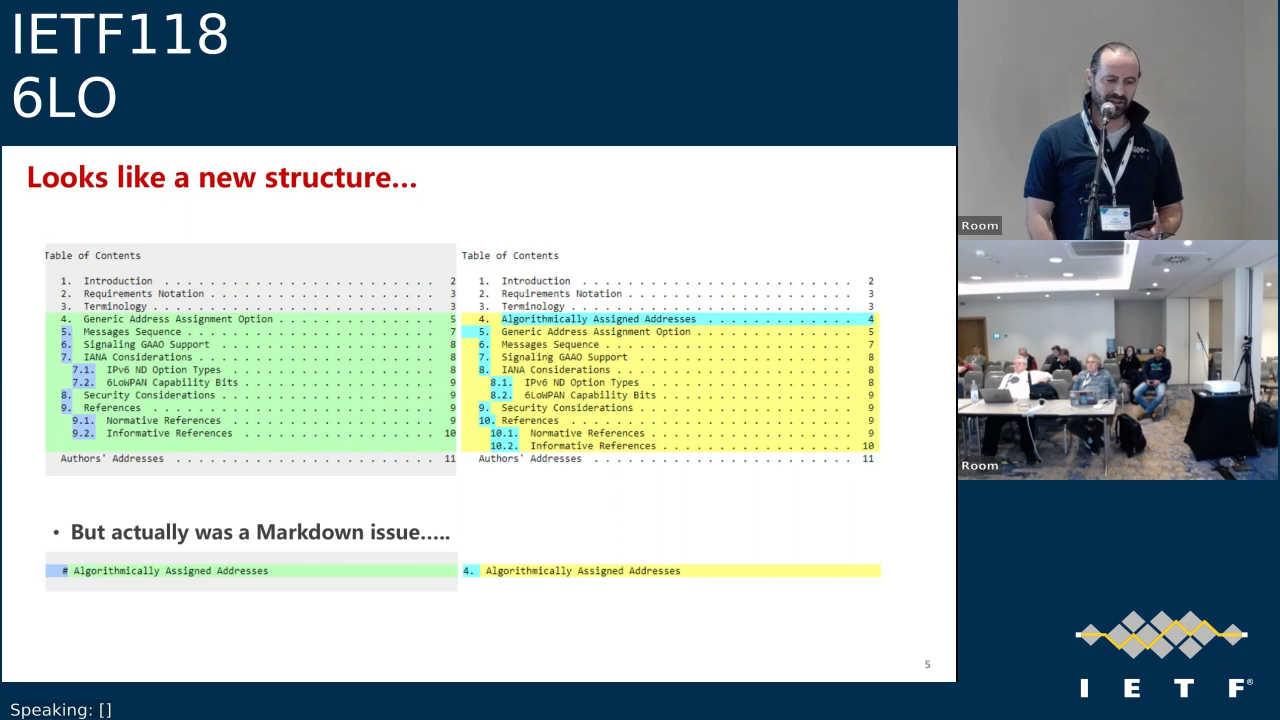 IETF118
6LO
Looks like a new structure...
Table of Contents
1. Introduction . . . . . . . . . . . . . . . . . . . . . . . . 2
2. Requirements Notation . . . . . . . . . . . . . . . . . . . . 3
3. Terminology . . . . . . . . . . . . . . . . . . . . . . . . . 3
4. Generic Address Assignment Option . . . . . . . . . . . . . . 5
5. Messages Sequence . . . . . . . . . . . . . . . . . . . . . . 7
6. Signaling GAAO Support . . . . . . . . . . . . . . . . . . . 8
7. IANA Considerations . . . . . . . . . . . . . . . . . . . . . 8
7.1. IPv6 ND Option Types . . . . . . . . . . . . . . . . . . 8
7.2. 6LoWPAN Capability Bits . . . . . . . . . . . . . . . . . 9
8. Security Considerations . . . . . . . . . . . . . . . . . . . 9
9. References . . . . . . . . . . . . . . . . . . . . . . . . . 9
9.1. Normative References . . . . . . . . . . . . . . . . . . 9
9.2. Informative References . . . . . . . . . . . . . . . . . 10
Authors' Addresses . . . . . . . . . . . . . . . . . . . . . . . 11
Table of Contents
1. Introduction . . . . . . . . . . . . . . . . . . . . . . . . 2
2. Requirements Notation . . . . . . . . . . . . . . . . . . . . 3
3. Terminology . . . . . . . . . . . . . . . . . . . . . . . . . 3
4. Algorithmically Assigned Addresses . . . . . . . . . . . . . 4
5. Generic Address Assignment Option . . . . . . . . . . . . . . 5
6. Messages Sequence . . . . . . . . . . . . . . . . . . . . . . 7
7. Signaling GAAO Support . . . . . . . . . . . . . . . . . . . 8
8. IANA Considerations . . . . . . . . . . . . . . . . . . . . . 8
8.1. IPv6 ND Option Types . . . . . . . . . . . . . . . . . . 8
8.2. 6LoWPAN Capability Bits . . . . . . . . . . . . . . . . . 9
9. Security Considerations . . . . . . . . . . . . . . . . . . . 9
10. References . . . . . . . . . . . . . . . . . . . . . . . . . 9
10.1. Normative References . . . . . . . . . . . . . . . . . . 9
10.2. Informative References . . . . . . . . . . . . . . . . . 10
Authors' Addresses . . . . . . . . . . . . . . . . . . . . . . . 11
• But actually was a Markdown issue.....
# Algorithmically Assigned Addresses
4. Algorithmically Assigned Addresses
5
Room
Room
I E T F®
Speaking: []